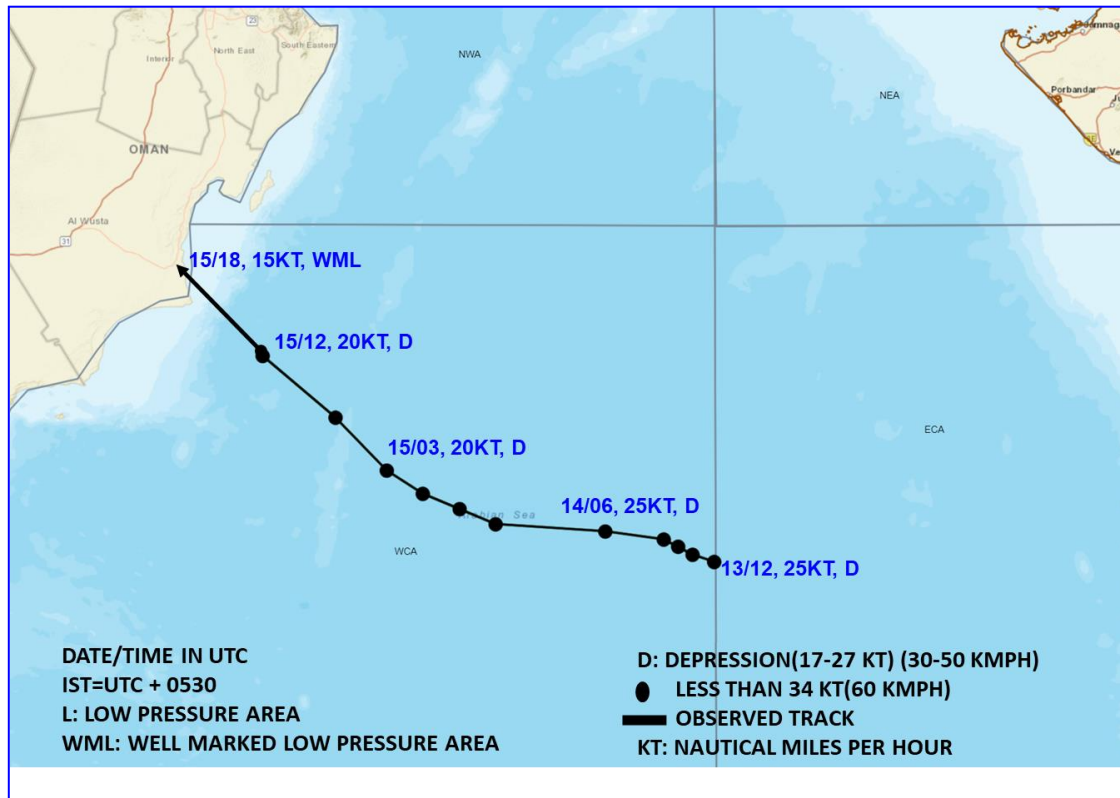 23
South Eastern
North East
Interior
NWA
NEA
Porbandar
OMAN
Al Wusta
31
15/18, 15KT, WML
15/12, 20KT, D
15/03, 20KT, D
14/06, 25KT, D
13/12, 25KT, D
ECA
Arabian Sea
WCA
DATE/TIME IN UTC
IST=UTC + 0530
L: LOW PRESSURE AREA
WML: WELL MARKED LOW PRESSURE AREA
D: DEPRESSION(17-27 KT) (30-50 KMPH)
LESS THAN 34 KT(60 KMPH)
OBSERVED TRACK
KT: NAUTICAL MILES PER HOUR